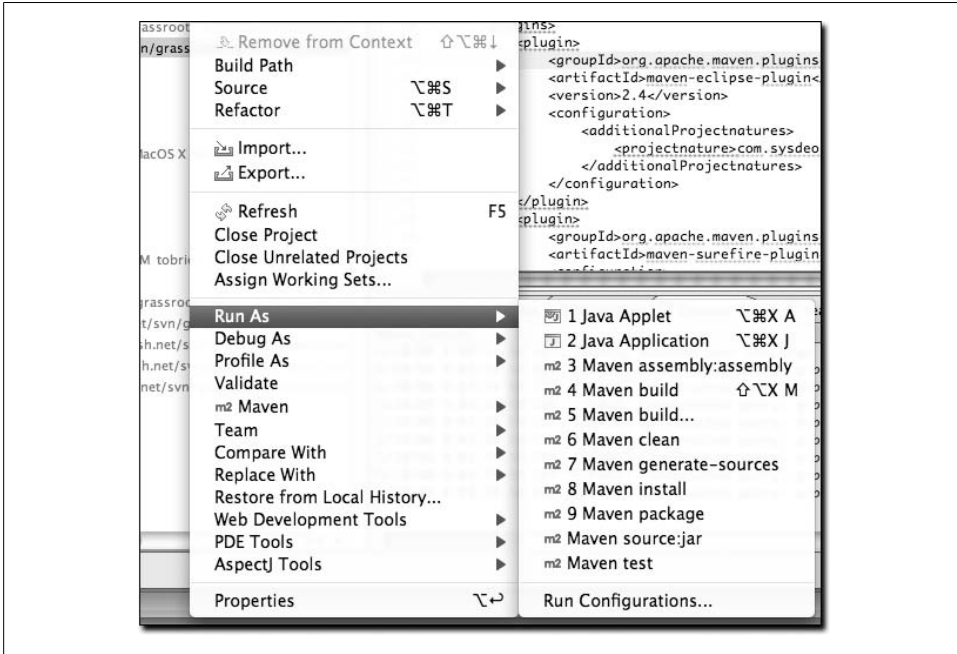 Remove from Context ⇧⌥⌘↓
Build Path
Source ⌥⌘S
Refactor ⌥⌘T
Import...
Export...
Refresh F5
Close Project
Close Unrelated Projects
Assign Working Sets...
Run As
Debug As
Profile As
Validate
m2 Maven
Team
Compare With
Replace With
Restore from Local History...
Web Development Tools
PDE Tools
AspectJ Tools
Properties ⌥↩
1 Java Applet ⌥⌘X A
2 Java Application ⌥⌘X J
m2 3 Maven assembly:assembly
m2 4 Maven build ⇧⌥X M
m2 5 Maven build...
m2 6 Maven clean
m2 7 Maven generate-sources
m2 8 Maven install
m2 9 Maven package
m2 Maven source:jar
m2 Maven test
Run Configurations...
assroot
n/grass
MacOS X
M tobrie
grassroo
t/svn/g
sh.net/s
h.net/sv
net/svn
gins>
<plugin>
<groupId>org.apache.maven.plugins
<artifactId>maven-eclipse-plugin<
<version>2.4</version>
<configuration>
<additionalProjectnatures>
<projectnature>com.sysdeo
</additionalProjectnatures>
</configuration>
</plugin>
<plugin>
<groupId>org.apache.maven.plugins
<artifactId>maven-surefire-plugin